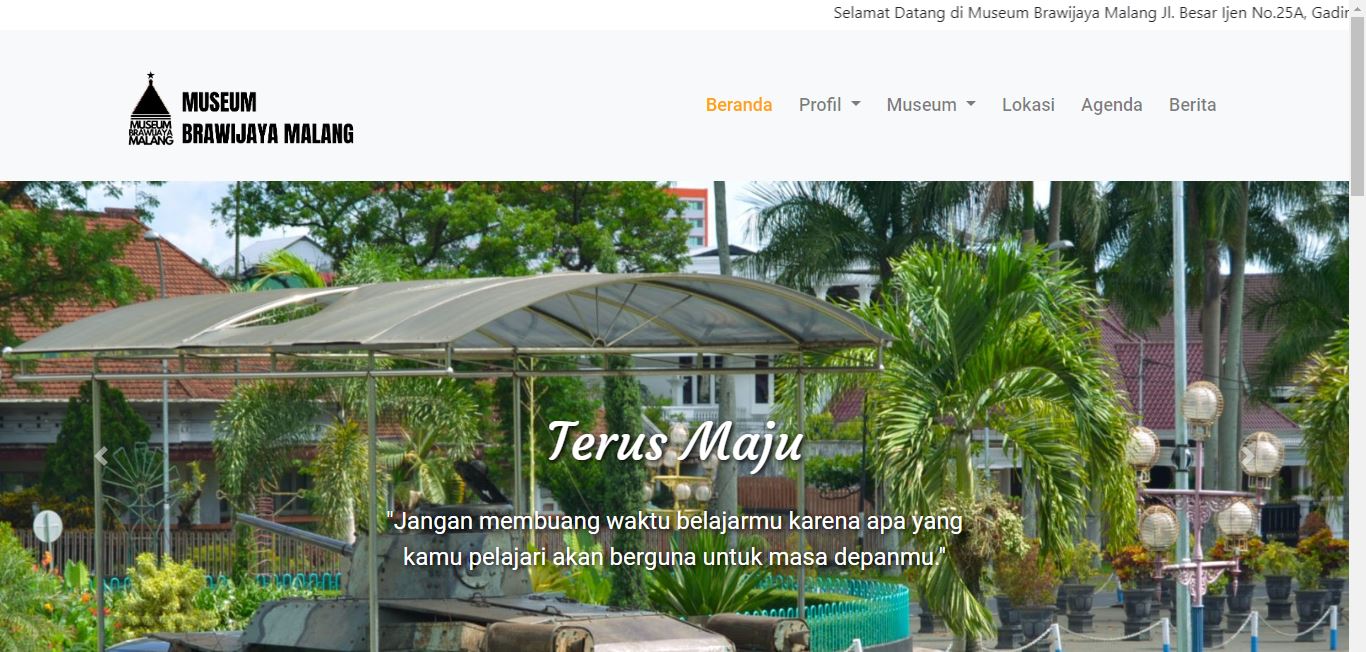 Selamat Datang di Museum Brawijaya Malang Jl. Besar Ijen No.25A,
MUSEUM
BRAWIJAYA
MALANG
MUSEUM
BRAWIJAYA MALANG
Beranda Profil Museum Lokasi Agenda Berita
Terus Maju
"Jangan membuang waktu belajarmu karena apa yang
kamu pelajari akan berguna untuk masa depanmu."